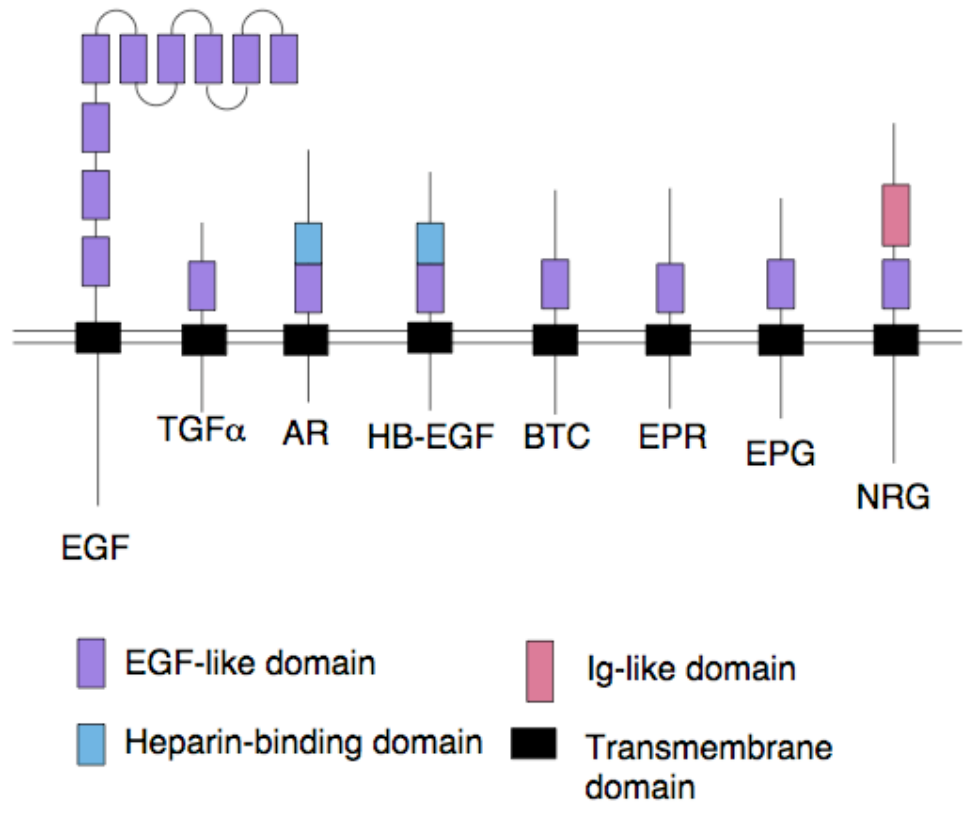 TGFα
AR
HB-EGF
BTC
EPR
EPG
NRG
EGF
EGF-like domain
Ig-like domain
Heparin-binding domain
Transmembrane
domain